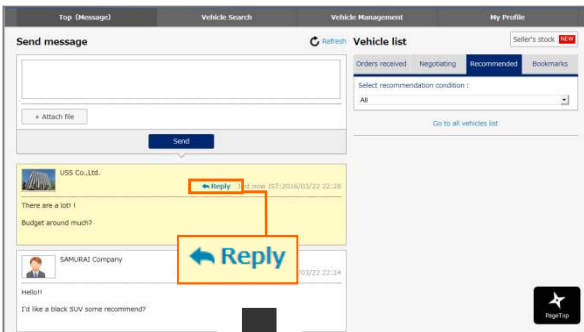 Top (Message) Vehicle Search Vehicle Management My Profile
Send message
Refresh
Vehicle list
Seller's stock NEW
Orders received Negotiating Recommended Bookmarks
Select recommendation condition :
All
Go to all vehicles list
+ Attach file
Send
USS Co.,Ltd.
Reply Just now JST:2016/03/22 22:28
There are a lot! !
Budget around much?
Reply
SAMURAI Company
/03/22 22:24
Hello!!
I'd like a black SUV some recommend?
PageTop